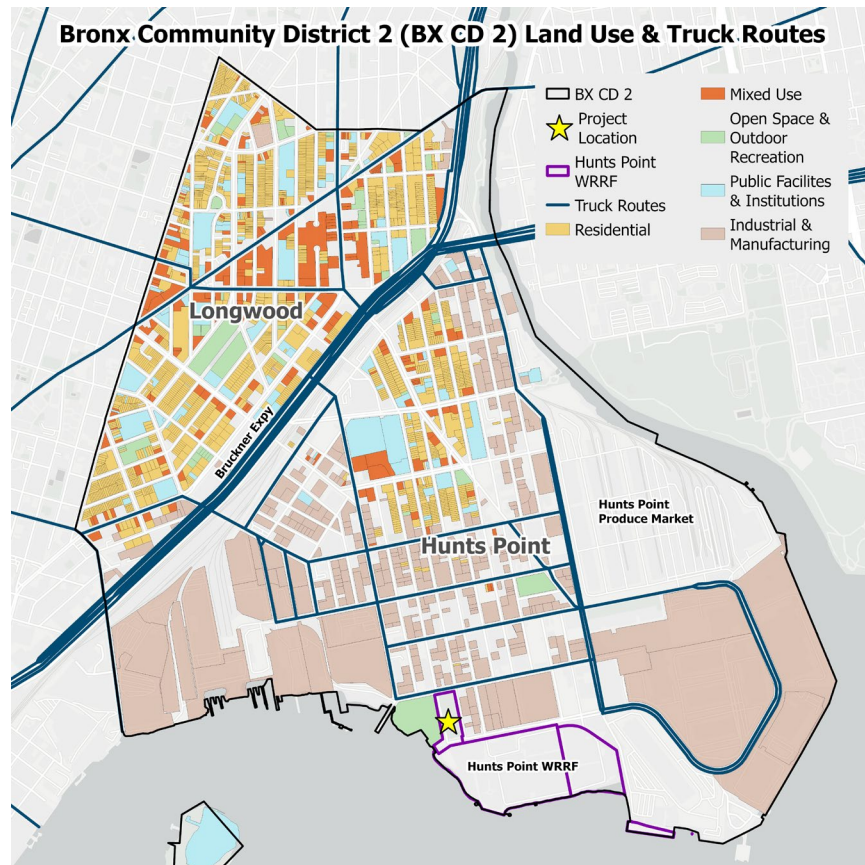 Bronx Community District 2 (BX CD 2) Land Use & Truck Routes
BX CD 2
Project
Location
Hunts Point
WRRF
Truck Routes
Residential
Mixed Use
Open Space &
Outdoor
Recreation
Public Facilites
& Institutions
Industrial &
Manufacturing
Longwood
Bruckner Expy
Hunts Point
Produce Market
Hunts Point
Hunts Point WRRF